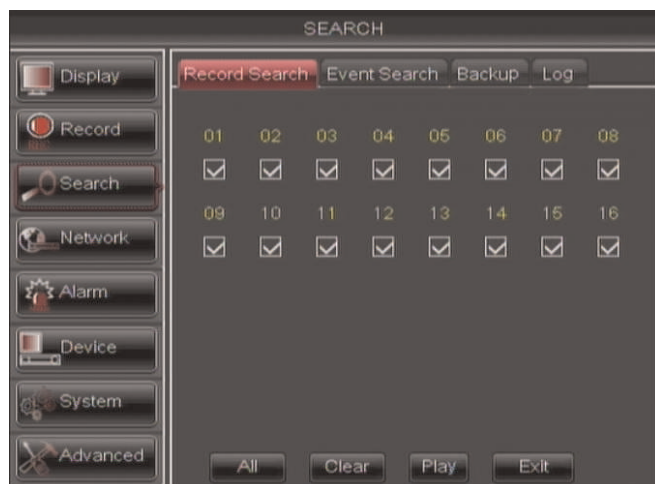 SEARCH
Display
Record
REC
Search
Network
Alarm
Device
System
Advanced
Record Search Event Search Backup Log
01 02 03 04 05 06 07 08
09 10 11 12 13 14 15 16
All Clear Play Exit